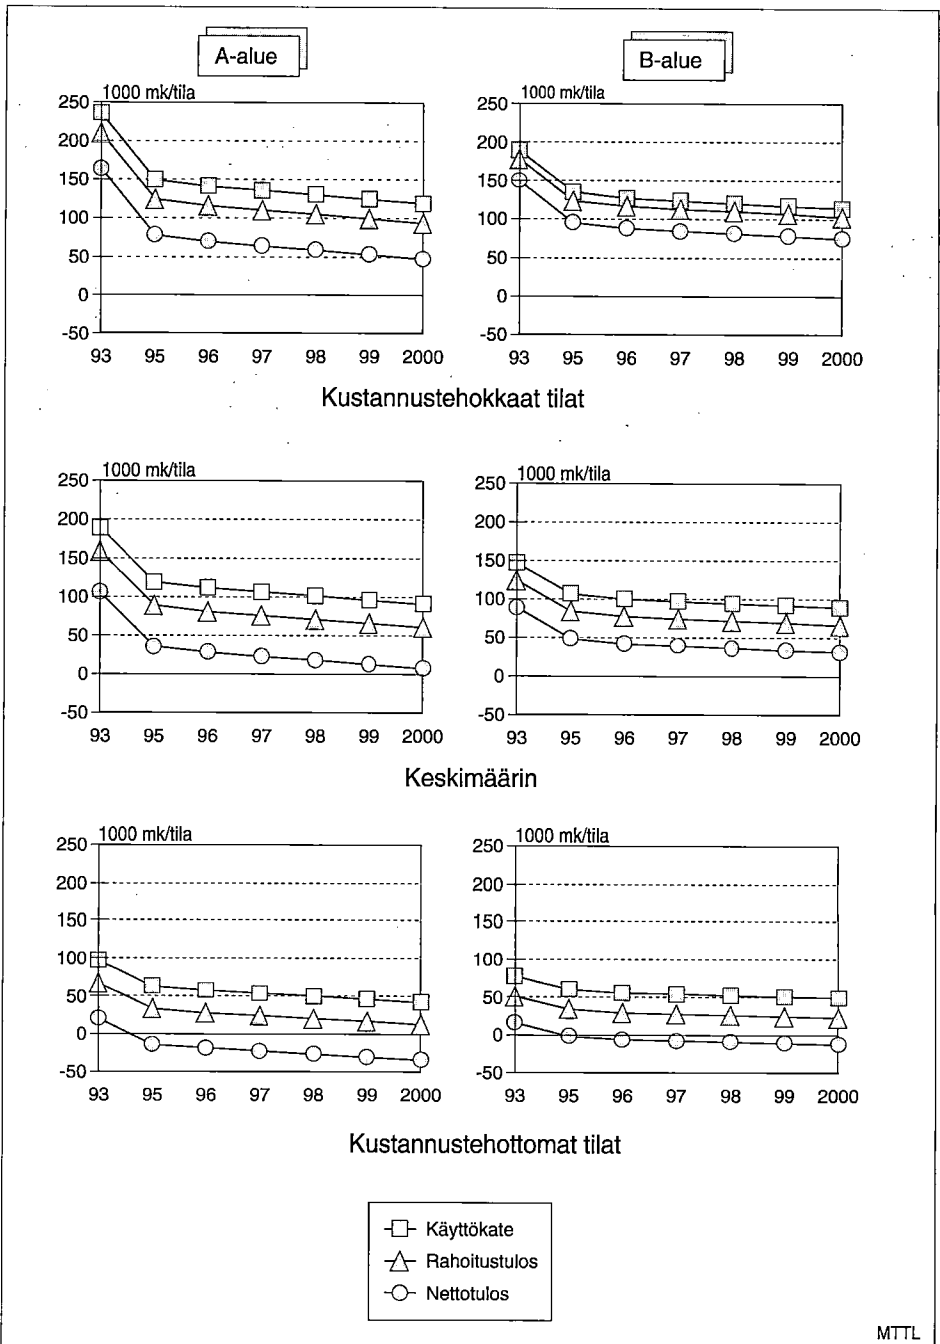 A-alue
B-alue
1000 mk/tila
250
200
150
100
50
0
-50
93 95 96 97 98 99 2000
1000 mk/tila
250
200
150
100
50
0
-50
93 95 96 97 98 99 2000
Kustannustehokkaat tilat
1000 mk/tila
250
200
150
100
50
0
-50
93 95 96 97 98 99 2000
1000 mk/tila
250
200
150
100
50
0
-50
93 95 96 97 98 99 2000
Keskimäärin
1000 mk/tila
250
200
150
100
50
0
-50
93 95 96 97 98 99 2000
1000 mk/tila
250
200
150
100
50
0
-50
93 95 96 97 98 99 2000
Kustannustehottomat tilat
Käyttökate
Rahoitustulos
Nettotulos
MTTL